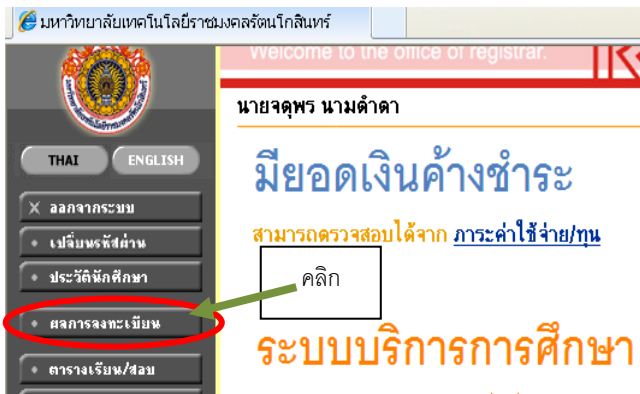 มหาวิทยาลัยเทคโนโลยีราชมงคลรัตนโกสินทร์
Welcome to the office of registrar.
นายจตุพร นามดำดา
THAI
ENGLISH
มียอดเงินค้างชำระ
ออกจากระบบ
สามารถตรวจสอบได้จาก ภาระค่าใช้จ่าย/ทุน
เปลี่ยนรหัสผ่าน
ประวัตินักศึกษา
คลิก
ผลการลงทะเบียน
ระบบบริการการศึกษา
ตารางเรียน/สอบ